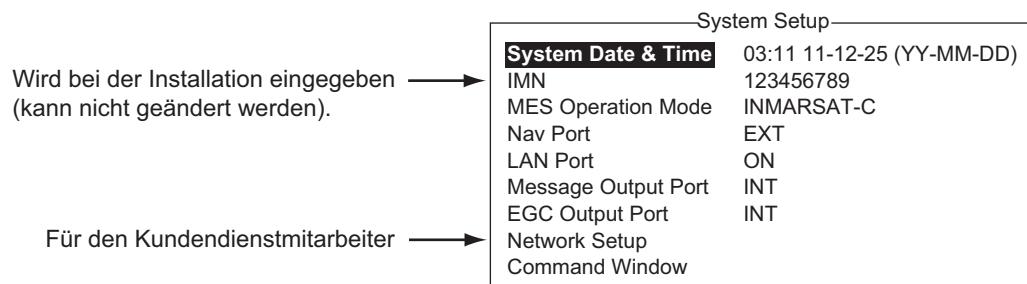 System Setup
System Date & Time 03:11 11-12-25 (YY-MM-DD)
Wird bei der Installation eingegeben
(kann nicht geändert werden).
IMN 123456789
MES Operation Mode INMARSAT-C
Nav Port EXT
LAN Port ON
Message Output Port INT
EGC Output Port INT
Für den Kundendienstmitarbeiter
Network Setup
Command Window